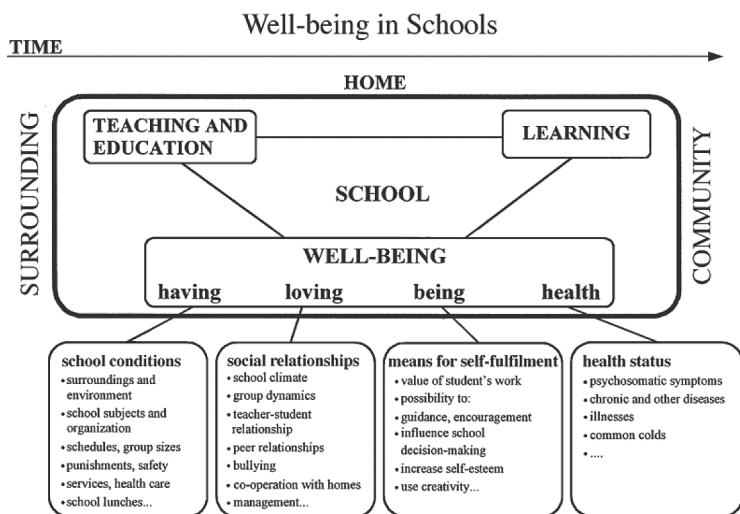 Well-being in Schools
TIME
HOME
SURROUNDING
COMMUNITY
TEACHING AND
EDUCATION
LEARNING
SCHOOL
WELL-BEING
having loving being health
school conditions
• surroundings and
environment
• school subjects and
organization
• schedules, group sizes
• punishments, safety
• services, health care
• school lunches...
social relationships
• school climate
• group dynamics
• teacher-student
relationship
• peer relationships
• bullying
• co-operation with homes
• management...
means for self-fulfilment
• value of student's work
• possibility to:
• guidance, encouragement
• influence school
decision-making
• increase self-esteem
• use creativity...
health status
• psychosomatic symptoms
• chronic and other diseases
• illnesses
• common colds
• ....